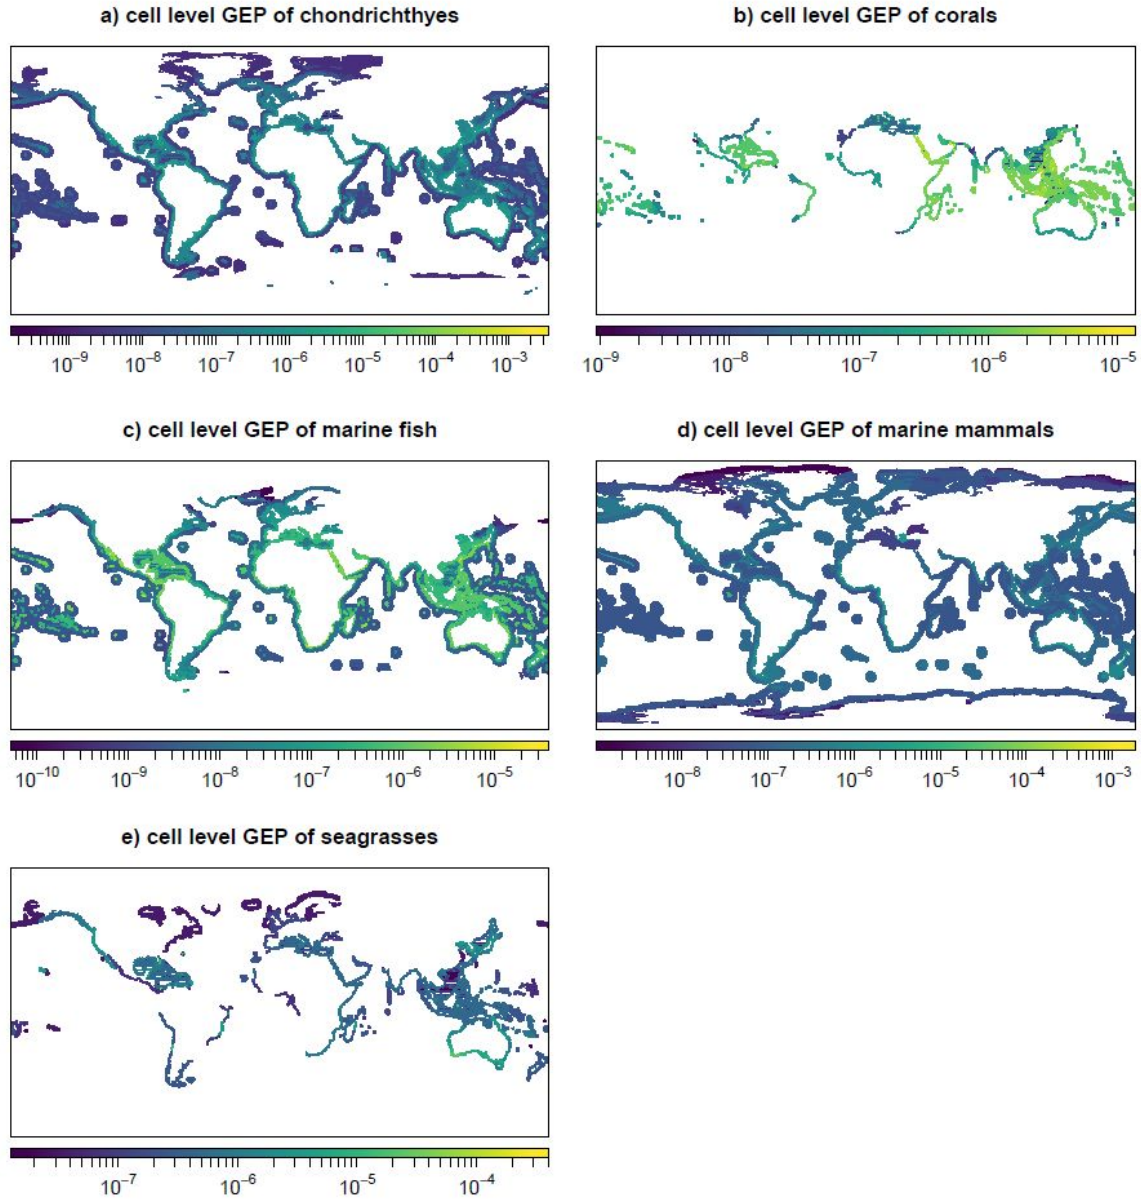 a) cell level GEP of chondrichthyes
b) cell level GEP of corals
10⁻⁹ 10⁻⁸ 10⁻⁷ 10⁻⁶ 10⁻⁵ 10⁻⁴ 10⁻³
10⁻⁹ 10⁻⁸ 10⁻⁷ 10⁻⁶ 10⁻⁵
c) cell level GEP of marine fish
d) cell level GEP of marine mammals
10⁻¹⁰ 10⁻⁹ 10⁻⁸ 10⁻⁷ 10⁻⁶ 10⁻⁵
10⁻⁸ 10⁻⁷ 10⁻⁶ 10⁻⁵ 10⁻⁴ 10⁻³
e) cell level GEP of seagrasses
10⁻⁷ 10⁻⁶ 10⁻⁵ 10⁻⁴